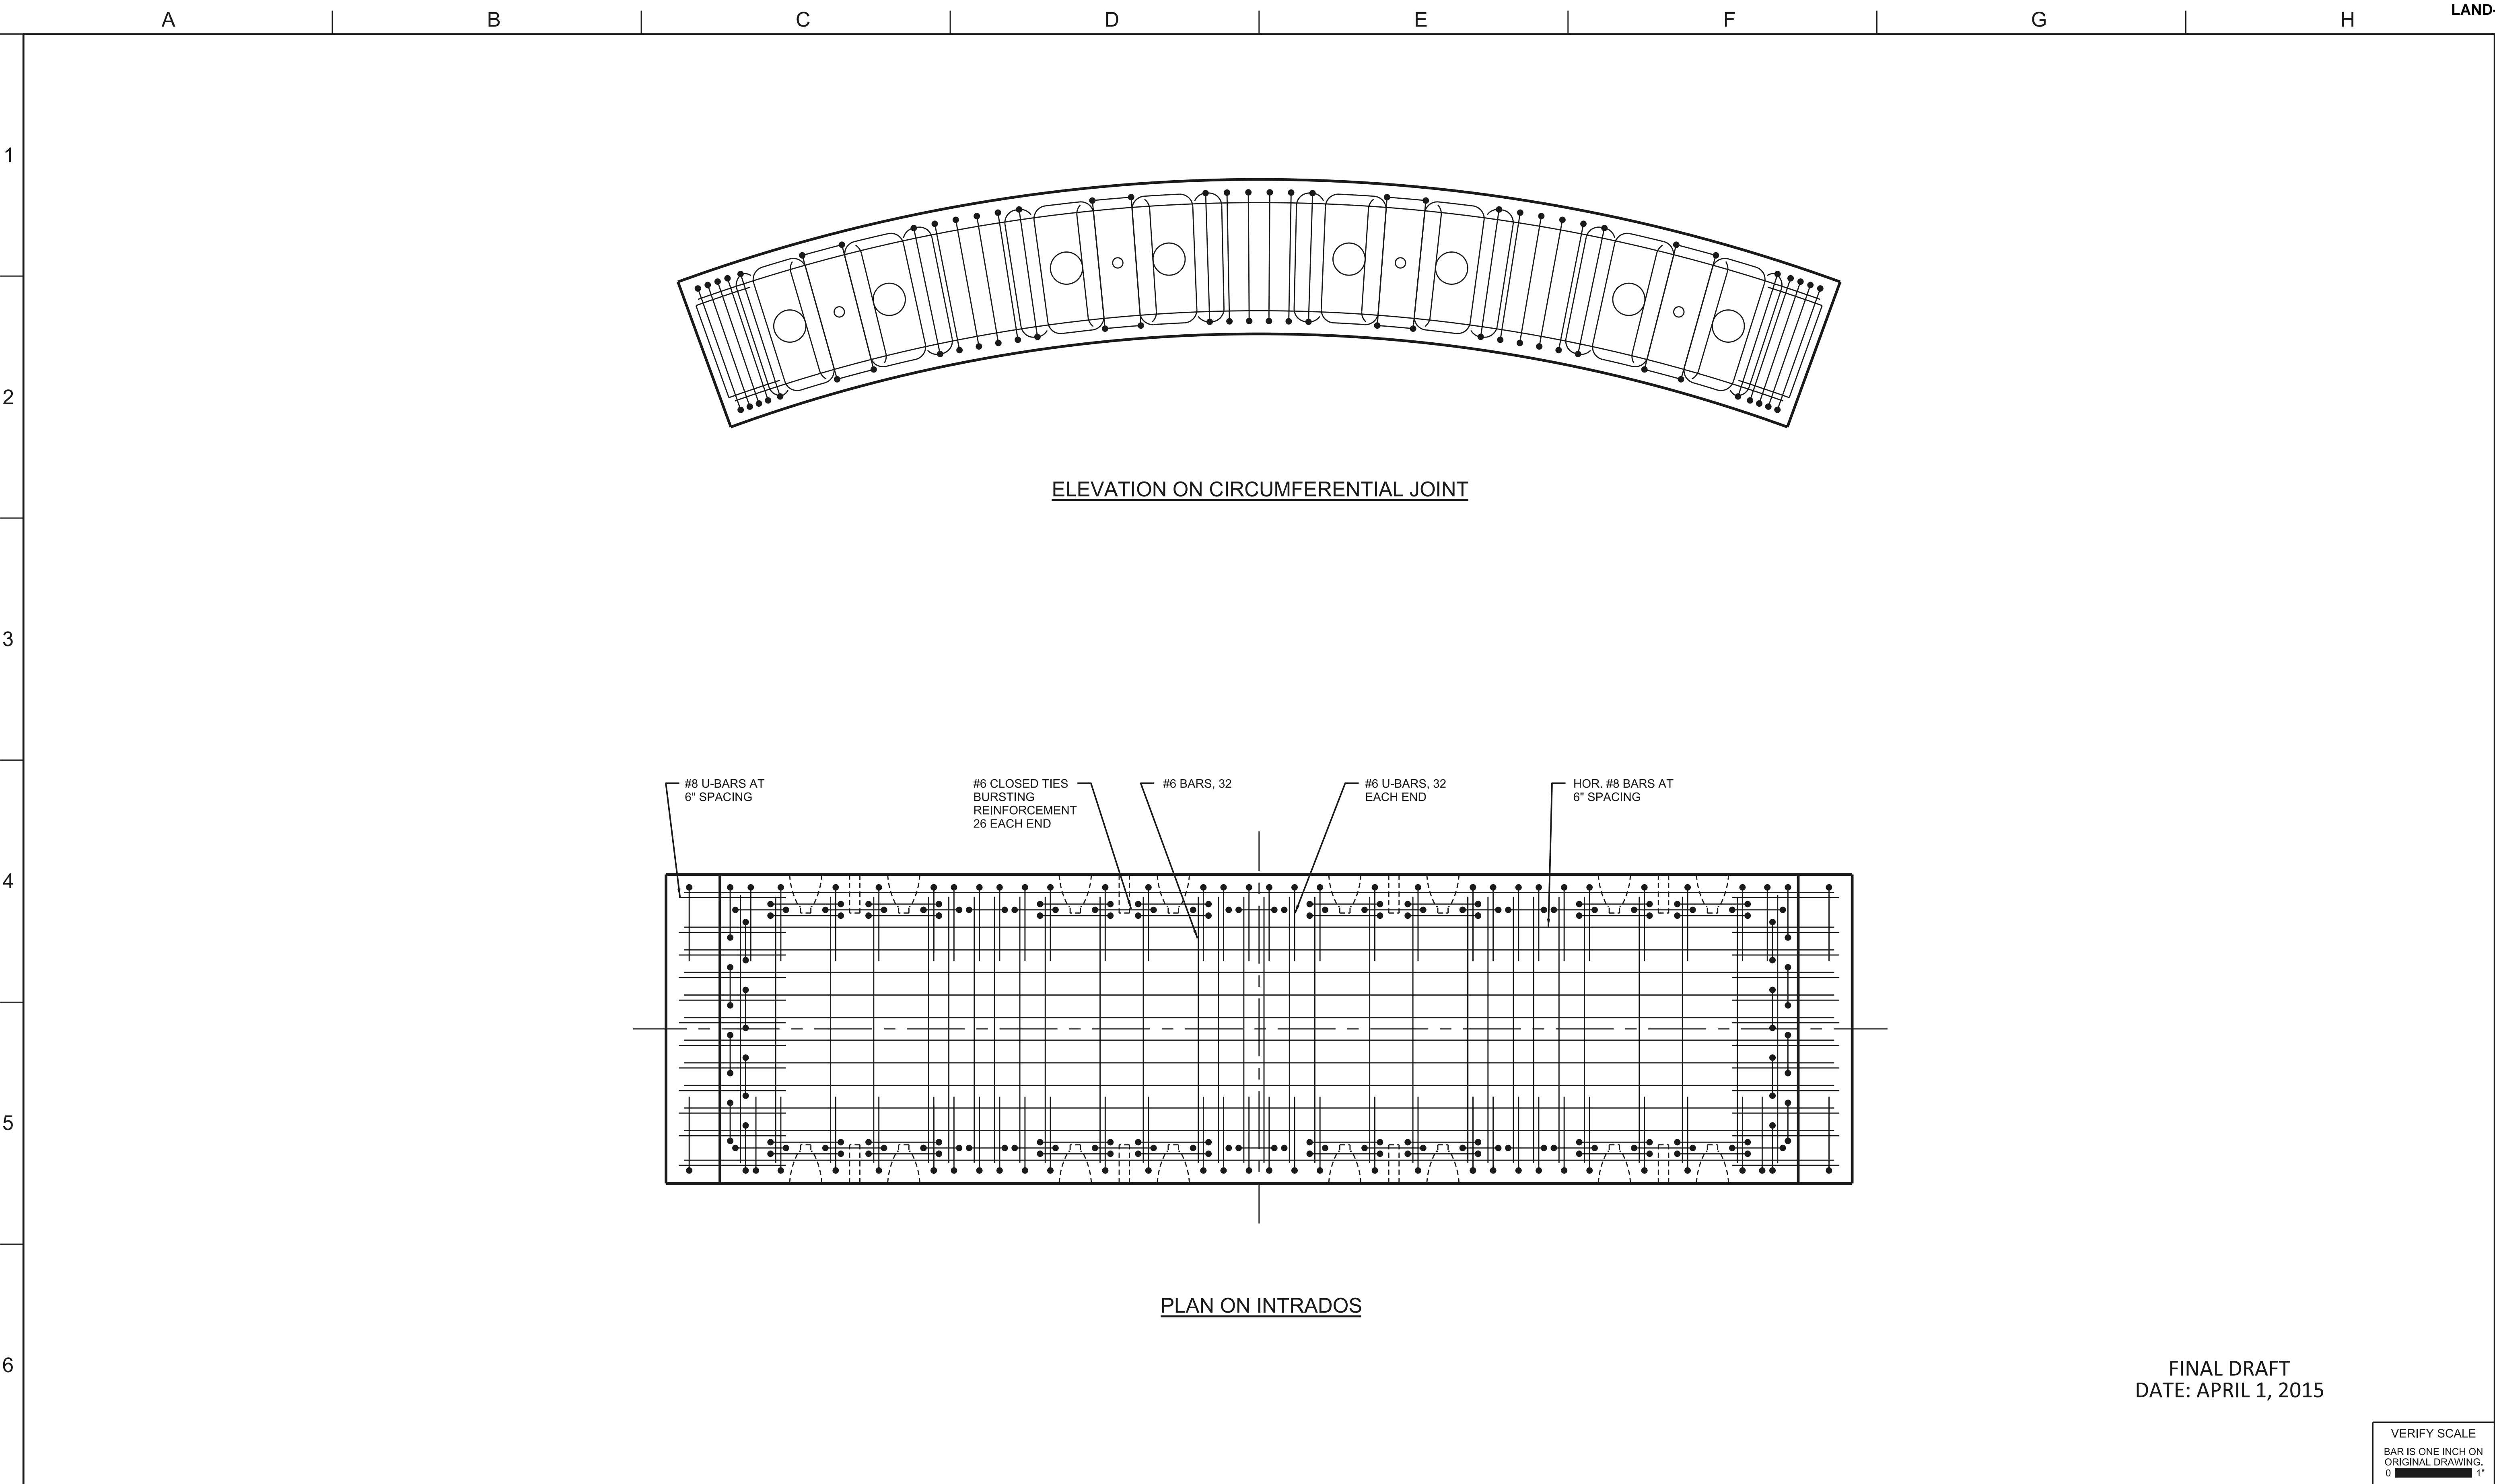 A B C D E F G H
LAND-
1
2
ELEVATION ON CIRCUMFERENTIAL JOINT
3
#8 U-BARS AT
6" SPACING
#6 CLOSED TIES
BURSTING
REINFORCEMENT
26 EACH END
#6 BARS, 32
#6 U-BARS, 32
EACH END
HOR. #8 BARS AT
6" SPACING
4
5
PLAN ON INTRADOS
6
FINAL DRAFT
DATE: APRIL 1, 2015
VERIFY SCALE
BAR IS ONE INCH ON
ORIGINAL DRAWING.
0 1"